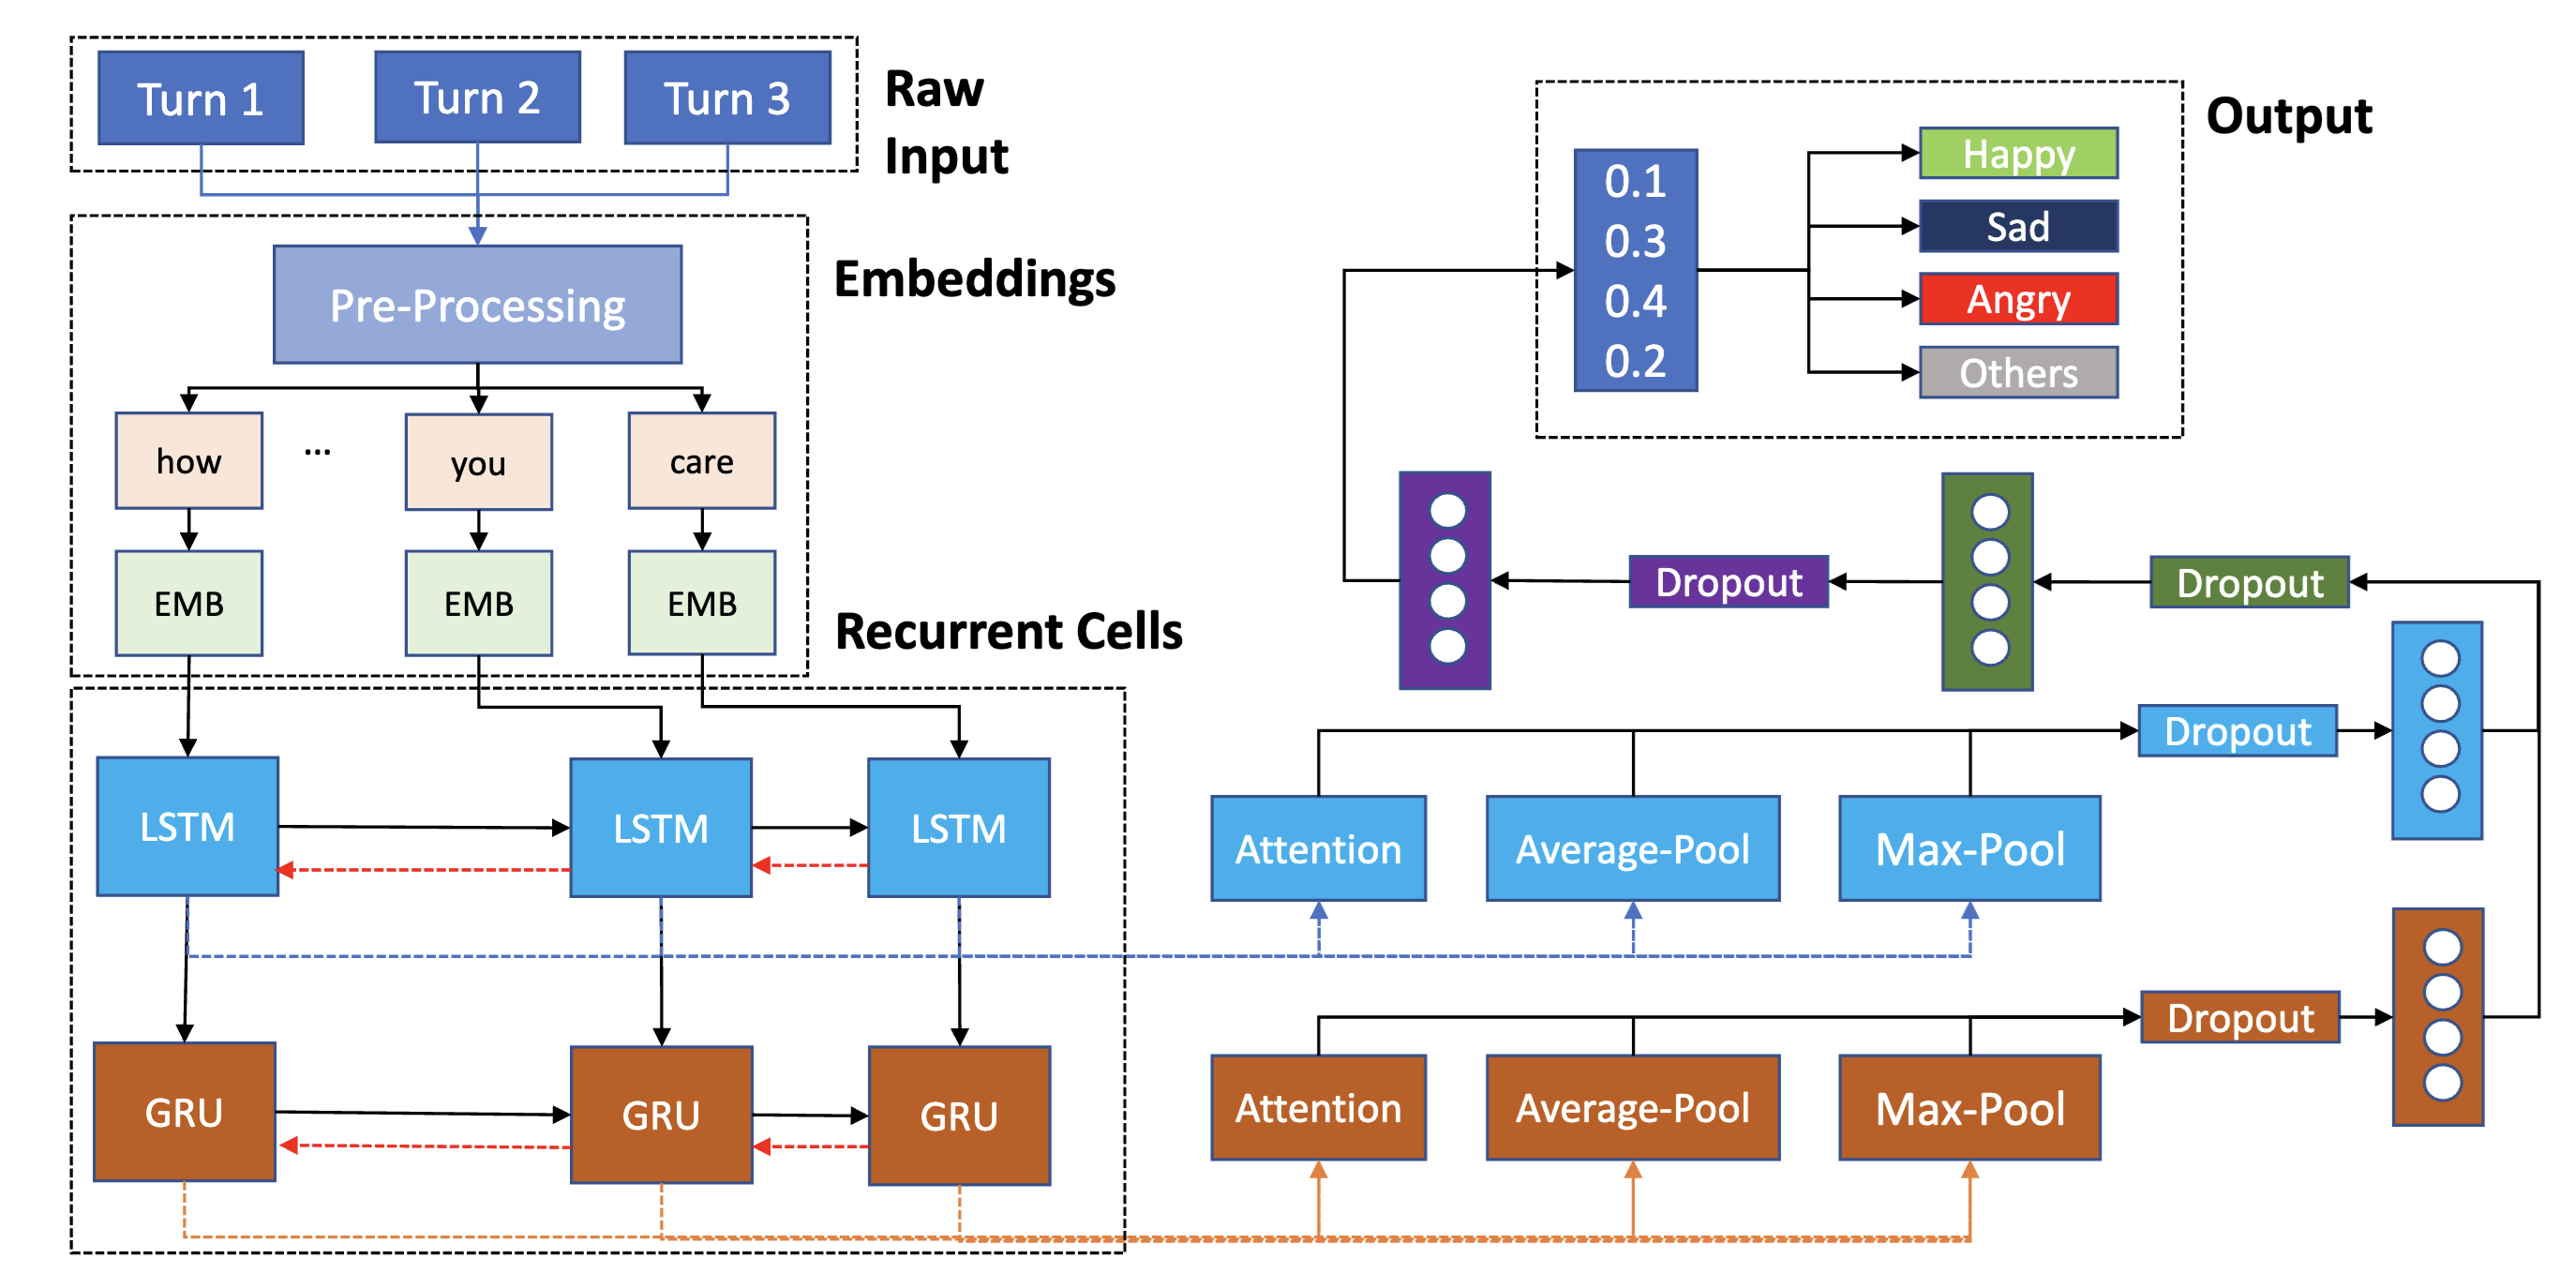 Turn 1
Turn 2
Turn 3
Raw
Input
Pre-Processing
Embeddings
how
...
you
care
EMB
EMB
EMB
Recurrent Cells
LSTM
LSTM
LSTM
GRU
GRU
GRU
Output
0.1
0.3
0.4
0.2
Happy
Sad
Angry
Others
Dropout
Dropout
Dropout
Attention
Average-Pool
Max-Pool
Dropout
Attention
Average-Pool
Max-Pool